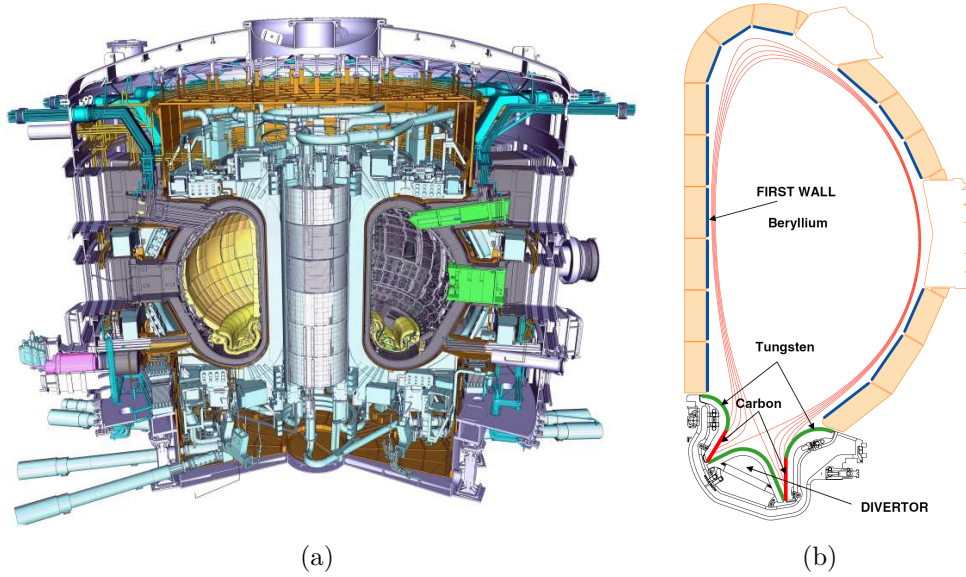 FIRST WALL
Beryllium
Tungsten
Carbon
DIVERTOR
(a)
(b)